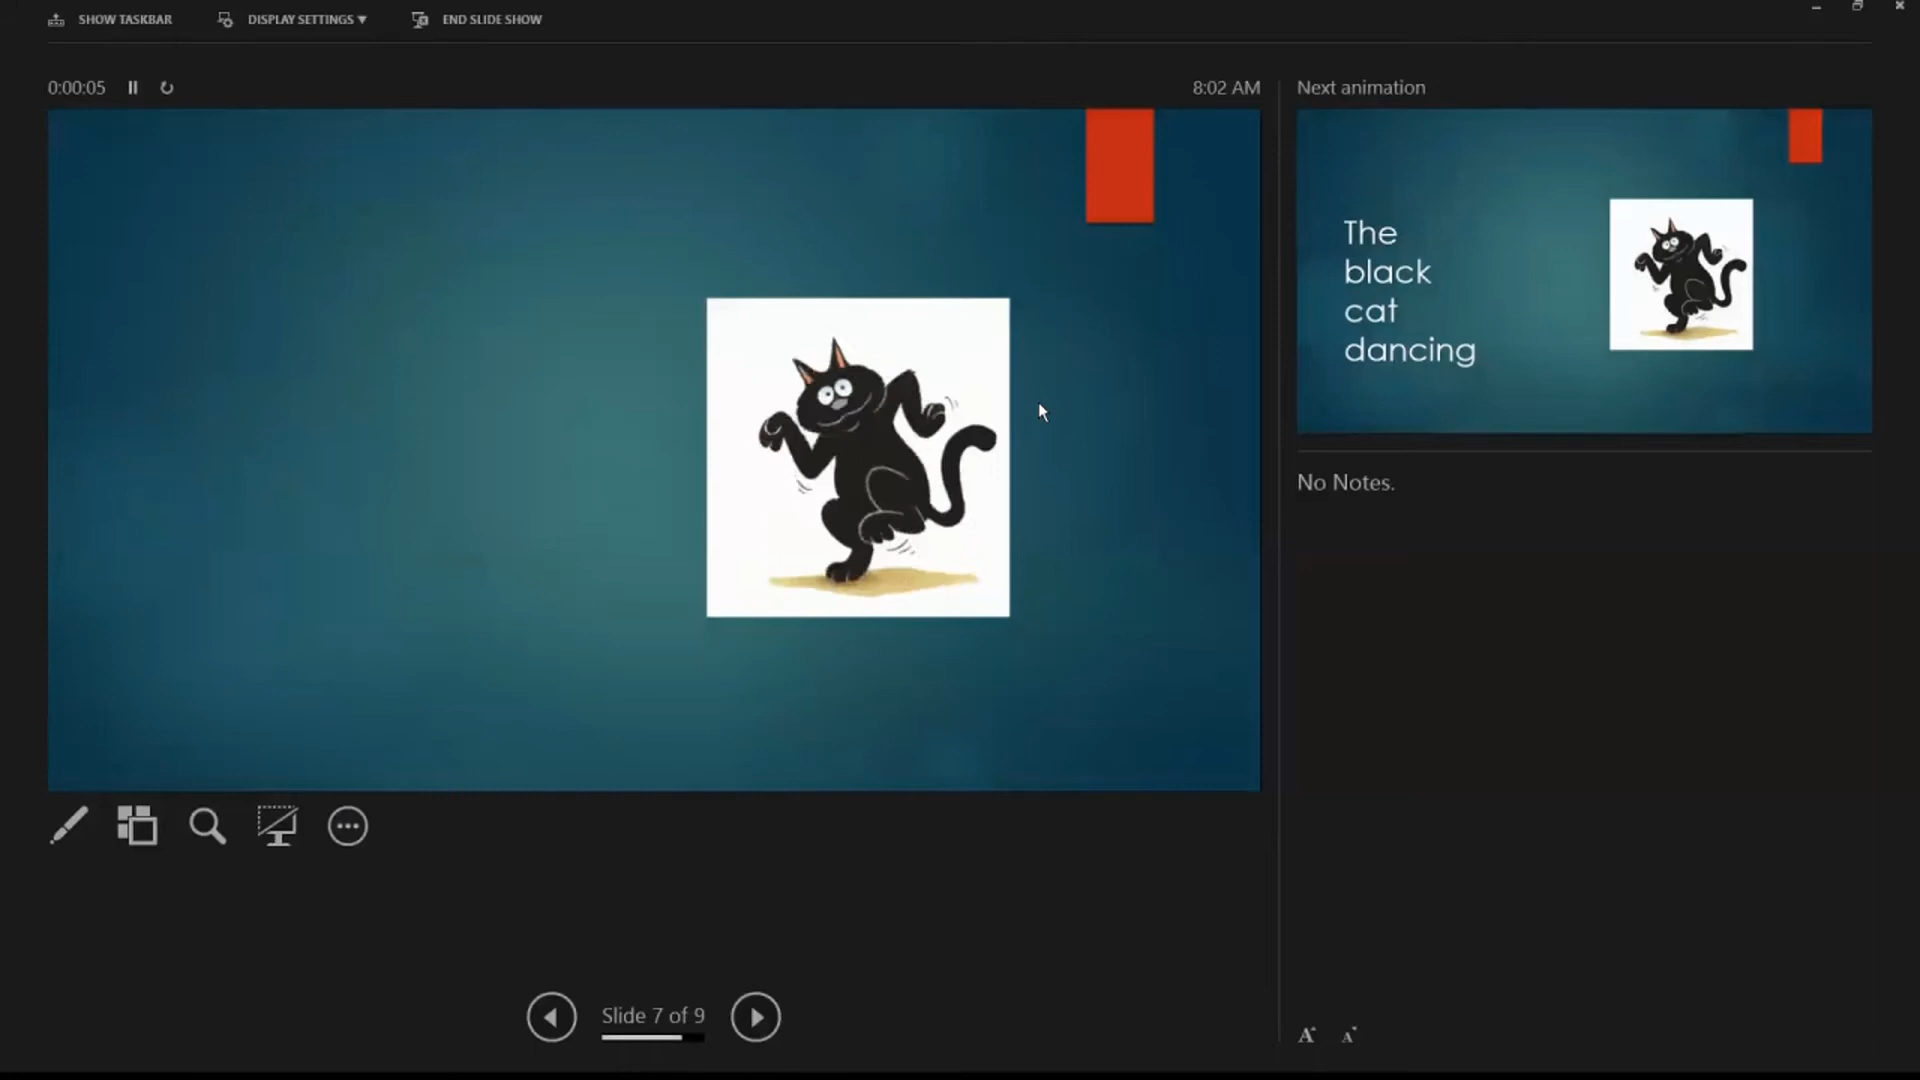 SHOW TASKBAR
DISPLAY SETTINGS ▼
END SLIDE SHOW
0:00:05
8:02 AM
Next animation
The
black
cat
dancing
No Notes.
Slide 7 of 9
A
A